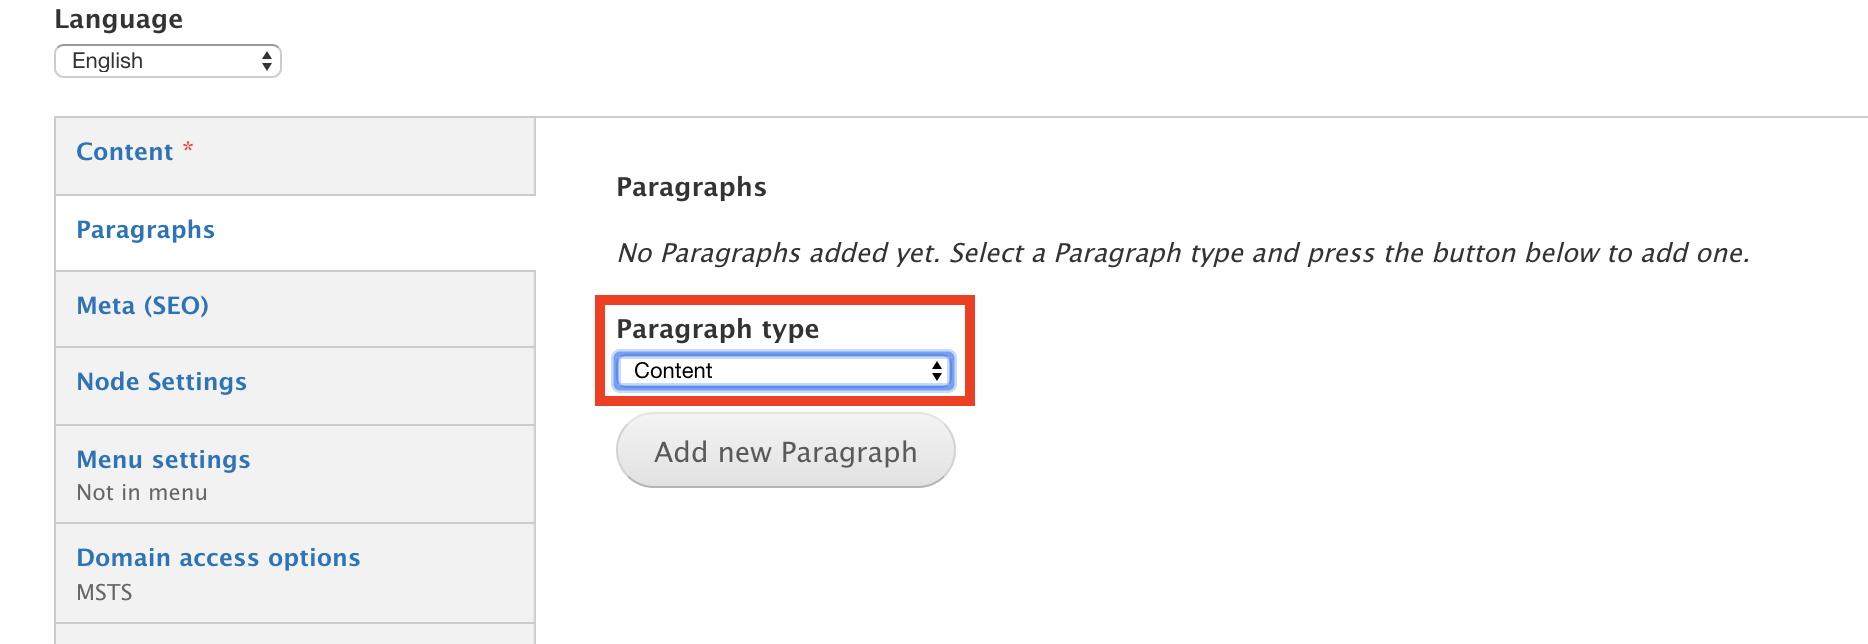 Language
English
Content *
Paragraphs
Meta (SEO)
Node Settings
Menu settings
Not in menu
Domain access options
MSTS
Paragraphs
No Paragraphs added yet. Select a Paragraph type and press the button below to add one.
Paragraph type
Content
Add new Paragraph